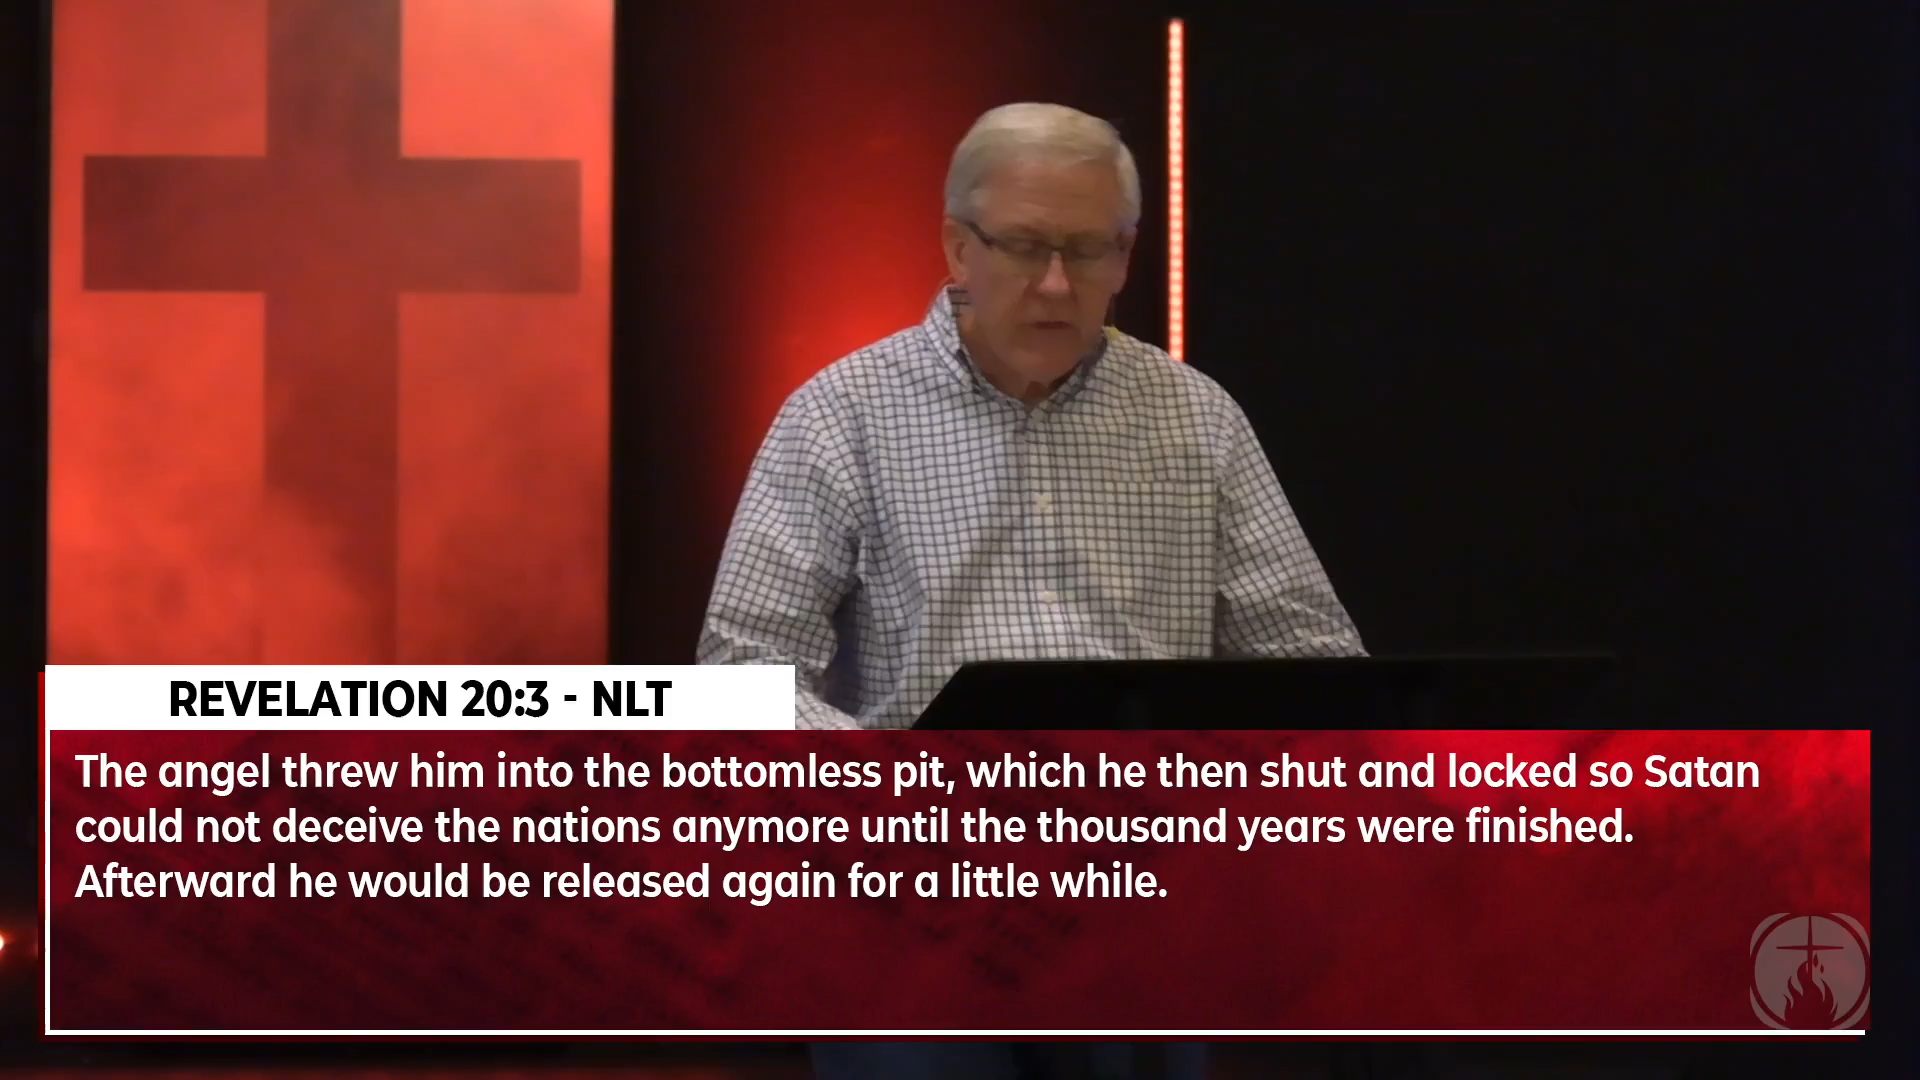 REVELATION 20:3 - NLT
The angel threw him into the bottomless pit, which he then shut and locked so Satan
could not deceive the nations anymore until the thousand years were finished.
Afterward he would be released again for a little while.